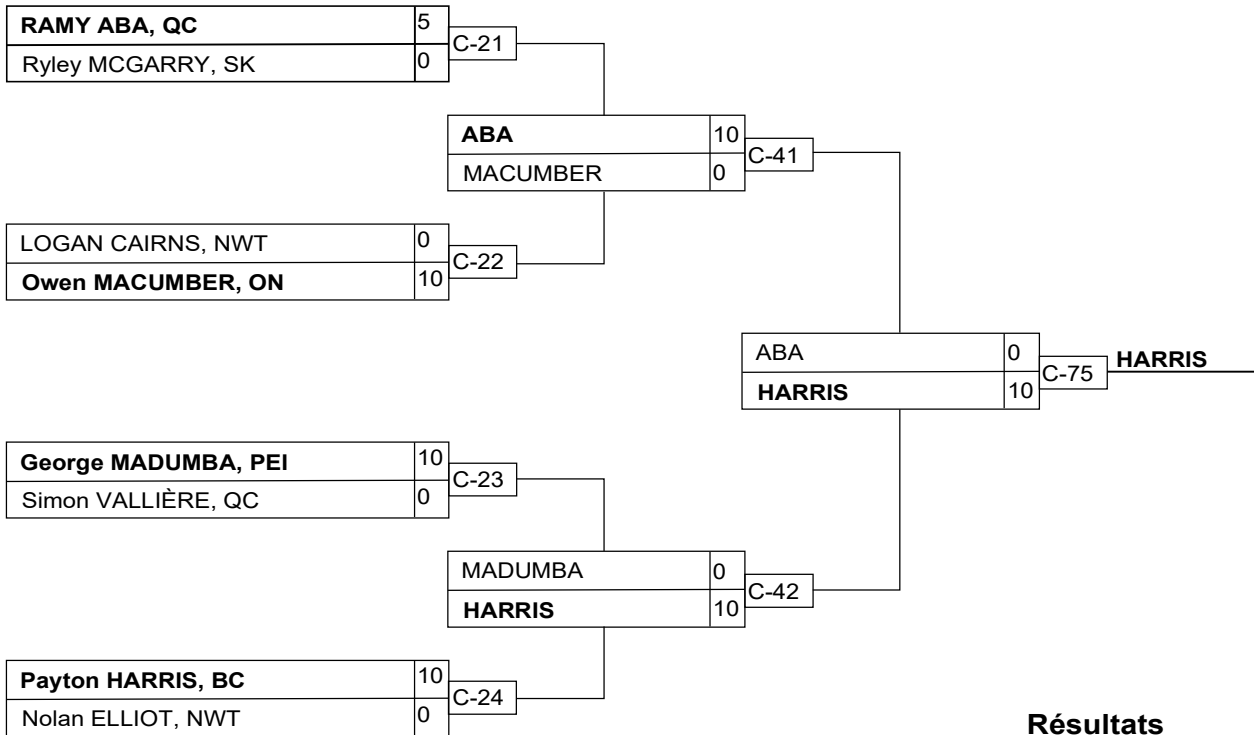 RAMY ABA, QC 5
C-21
Ryley MCGARRY, SK 0
ABA 10
C-41
MACUMBER 0
LOGAN CAIRNS, NWT 0
C-22
Owen MACUMBER, ON 10
ABA 0
C-75 HARRIS
HARRIS 10
George MADUMBA, PEI 10
C-23
Simon VALLIÈRE, QC 0
MADUMBA 0
C-42
HARRIS 10
Payton HARRIS, BC 10
C-24
Nolan ELLIOT, NWT 0
Résultats